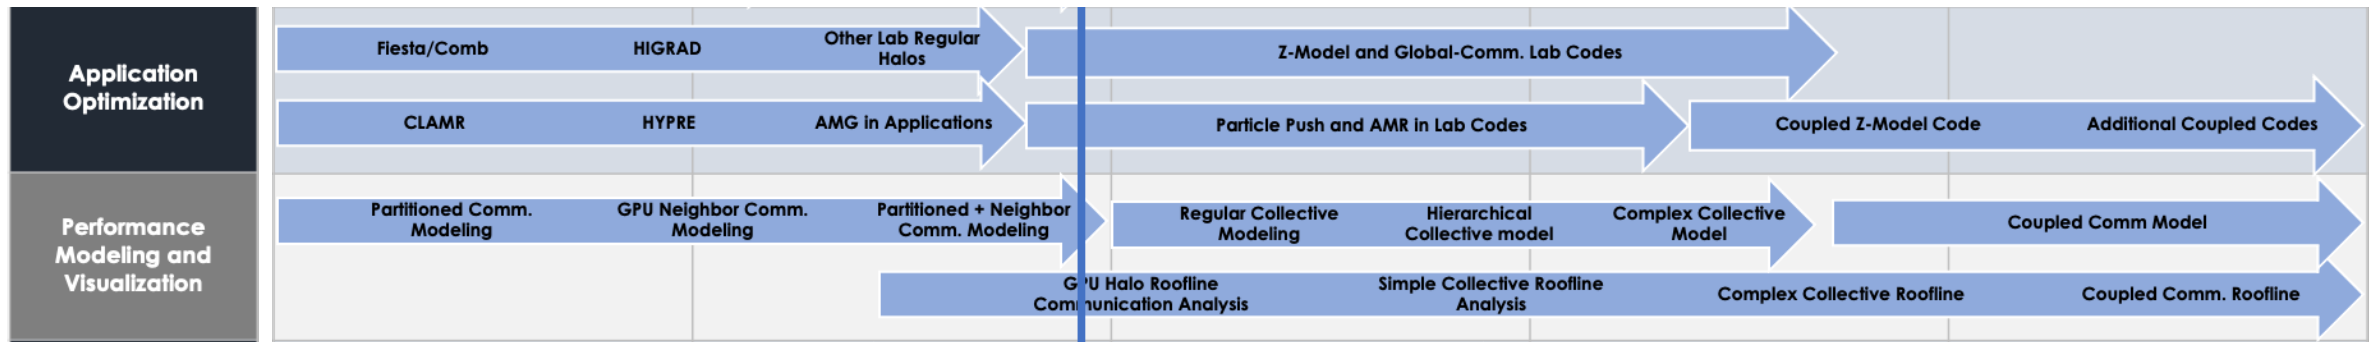 Application
Optimization
Fiesta/Comb
HIGRAD
Other Lab Regular
Halos
Z-Model and Global-Comm. Lab Codes
CLAMR
HYPRE
AMG in Applications
Particle Push and AMR in Lab Codes
Coupled Z-Model Code
Additional Coupled Codes
Performance
Modeling and
Visualization
Partitioned Comm.
Modeling
GPU Neighbor Comm.
Modeling
Partitioned + Neighbor
Comm. Modeling
Regular Collective
Modeling
Hierarchical
Collective model
Complex Collective
Model
Coupled Comm Model
GPU Halo Roofline
Communication Analysis
Simple Collective Roofline
Analysis
Complex Collective Roofline
Coupled Comm. Roofline